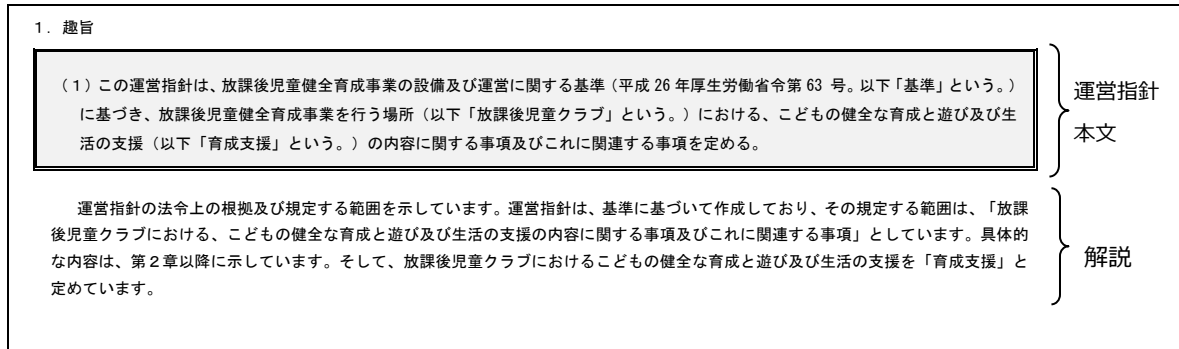 1．趣旨
（1）この運営指針は、放課後児童健全育成事業の設備及び運営に関する基準（平成 26 年厚生労働省令第 63 号。以下「基準」という。）
に基づき、放課後児童健全育成事業を行う場所（以下「放課後児童クラブ」という。）における、こどもの健全な育成と遊び及び生
活の支援（以下「育成支援」という。）の内容に関する事項及びこれに関連する事項を定める。
運営指針
本文
運営指針の法令上の根拠及び規定する範囲を示しています。運営指針は、基準に基づいて作成しており、その規定する範囲は、「放課
後児童クラブにおける、こどもの健全な育成と遊び及び生活の支援の内容に関する事項及びこれに関連する事項」としています。具体的
な内容は、第２章以降に示しています。そして、放課後児童クラブにおけるこどもの健全な育成と遊び及び生活の支援を「育成支援」と
定めています。
解説